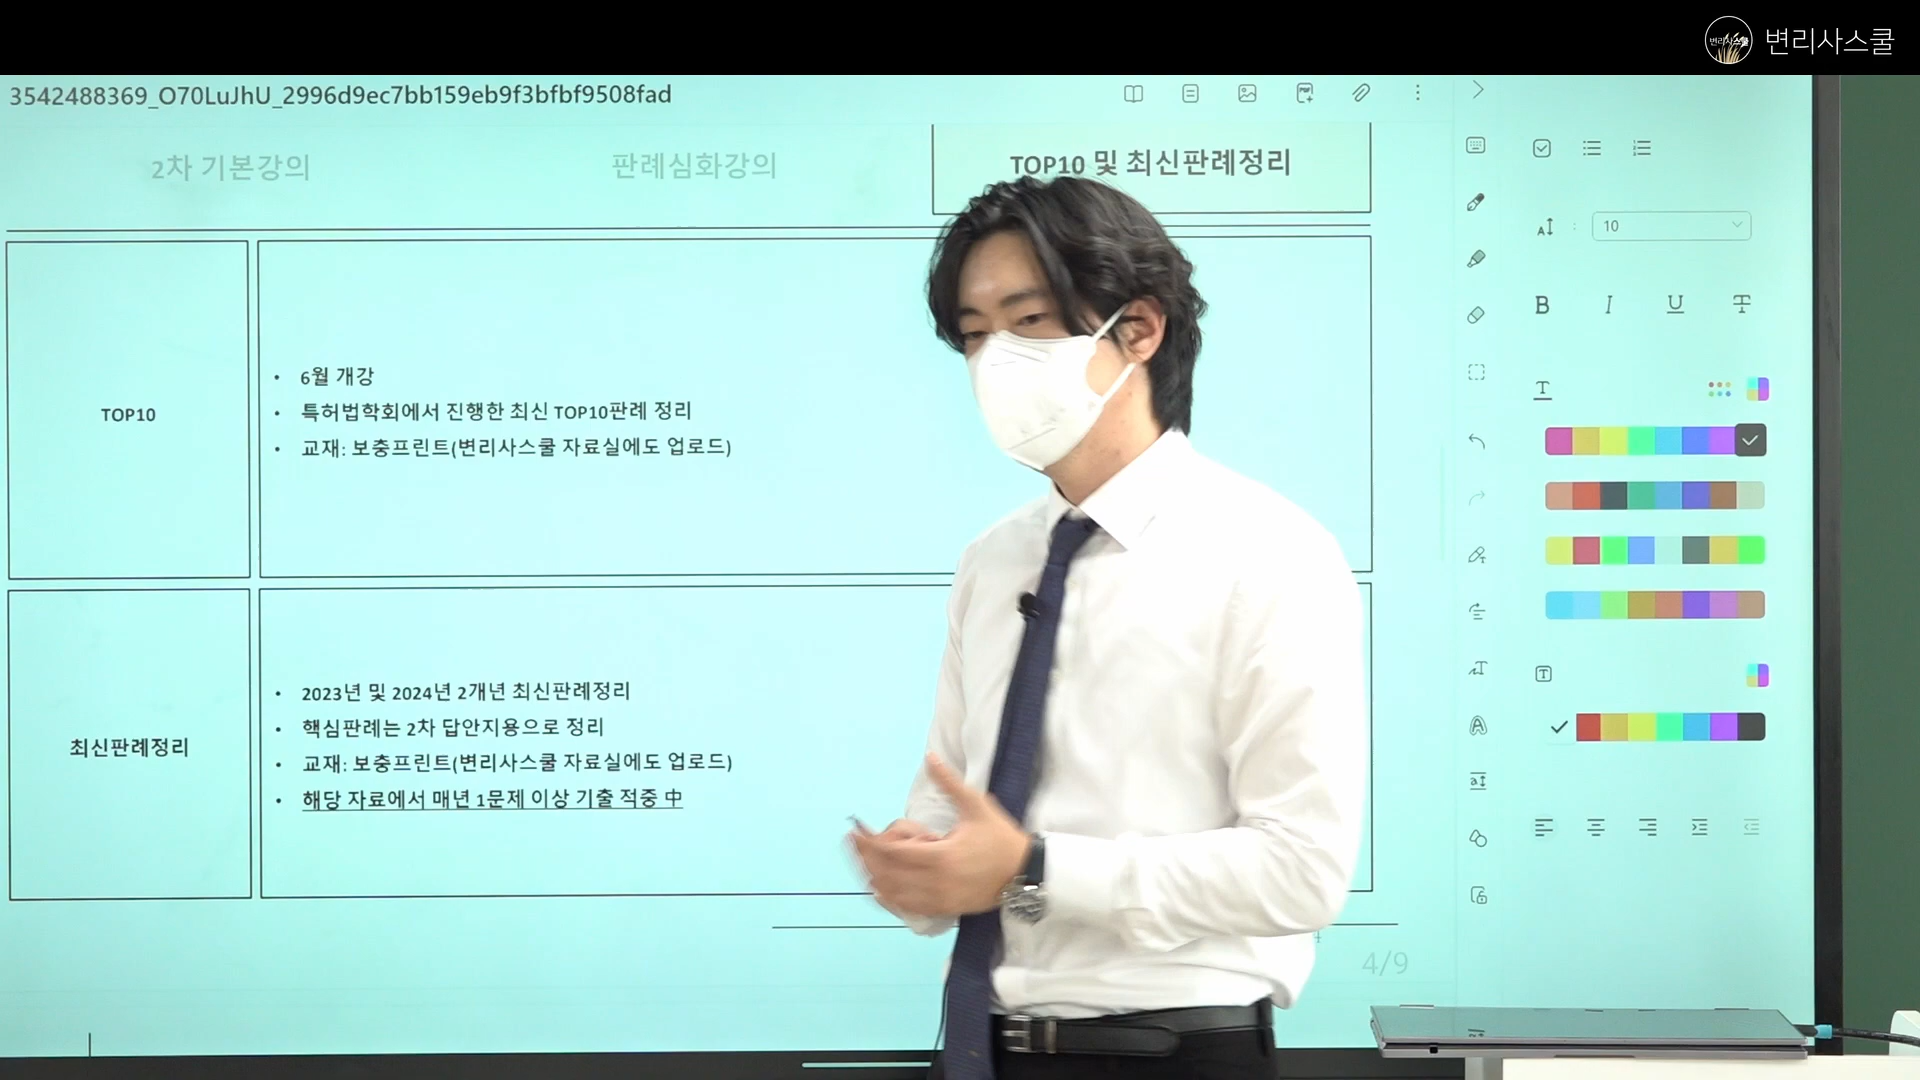 변리사스쿨
변리사스쿨
3542488369_O70LuJhU_2996d9ec7bb159eb9f3bfbf9508fad
2차 기본강의
판례심화강의
TOP10 및 최신판례정리
10
B I U T
TOP10
• 6월 개강
• 특허법학회에서 진행한 최신 TOP10판례 정리
• 교재: 보충프린트(변리사스쿨 자료실에도 업로드)
최신판례정리
• 2023년 및 2024년 2개년 최신판례정리
• 핵심판례는 2차 답안지용으로 정리
• 교재: 보충프린트(변리사스쿨 자료실에도 업로드)
• 해당 자료에서 매년 1문제 이상 기출 적중 中
4/9